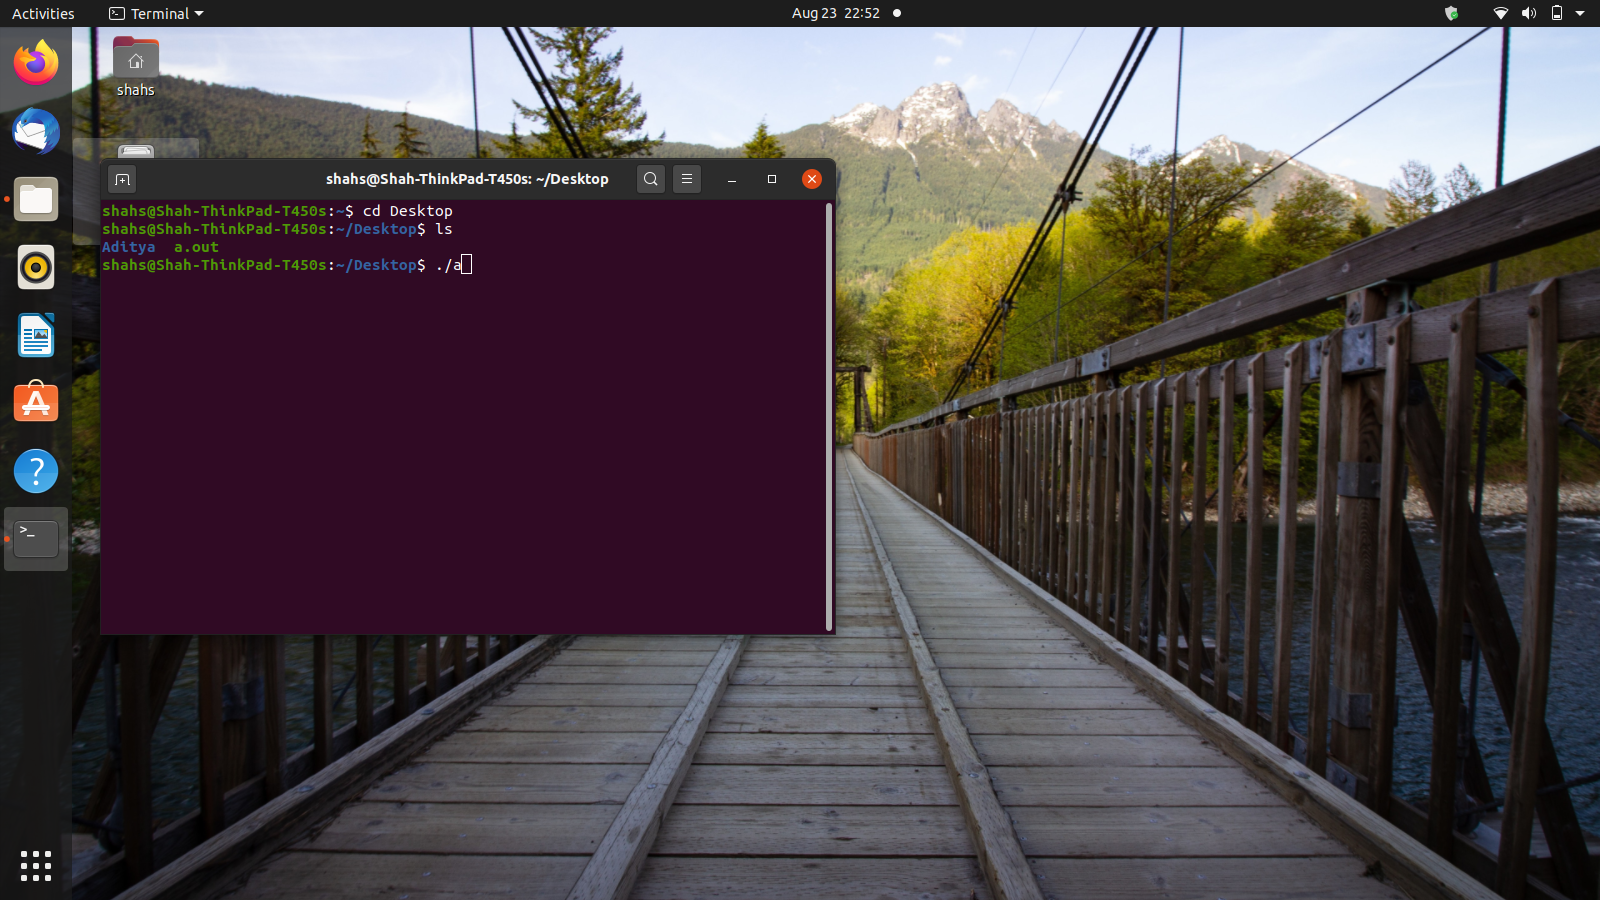 Activities
Terminal
Aug 23 22:52
shahs
shahs@Shah-ThinkPad-T450s: ~/Desktop
shahs@Shah-ThinkPad-T450s:~$ cd Desktop
shahs@Shah-ThinkPad-T450s:~/Desktop$ ls
Aditya  a.out
shahs@Shah-ThinkPad-T450s:~/Desktop$ ./a